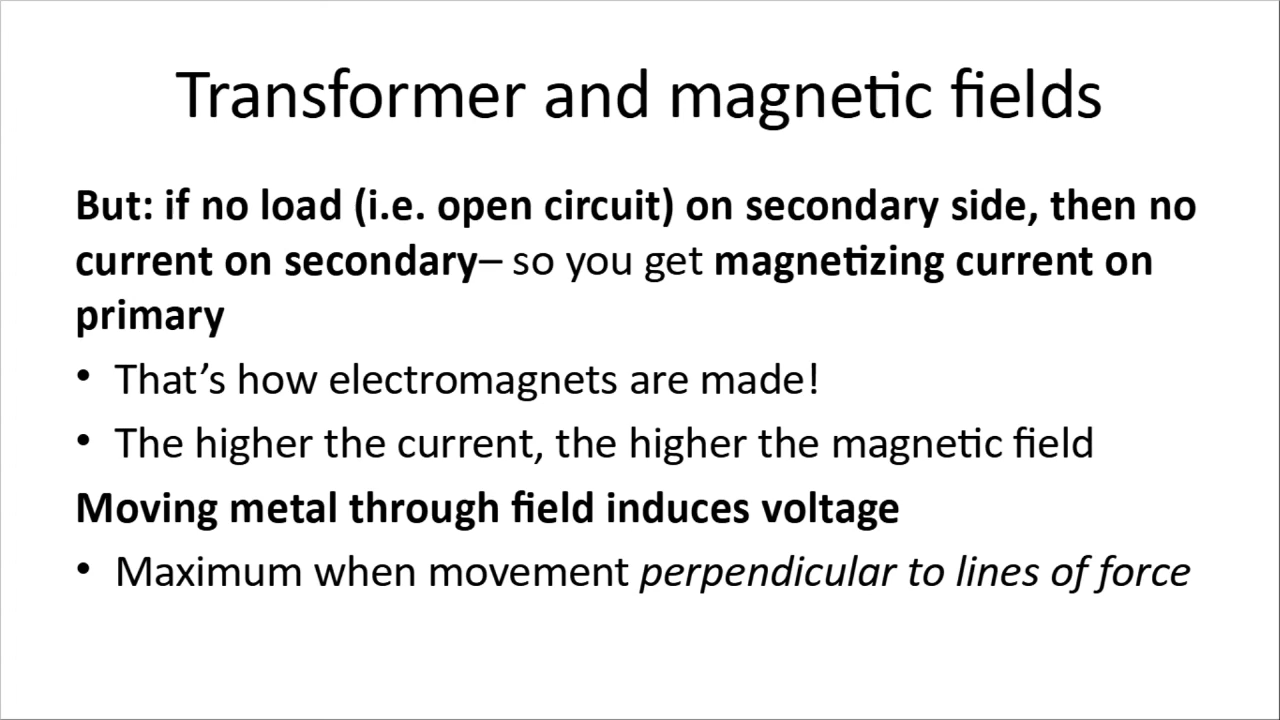 Transformer and magnetic fields
But: if no load (i.e. open circuit) on secondary side, then no
current on secondary– so you get magnetizing current on
primary
• That’s how electromagnets are made!
• The higher the current, the higher the magnetic field
Moving metal through field induces voltage
• Maximum when movement perpendicular to lines of force